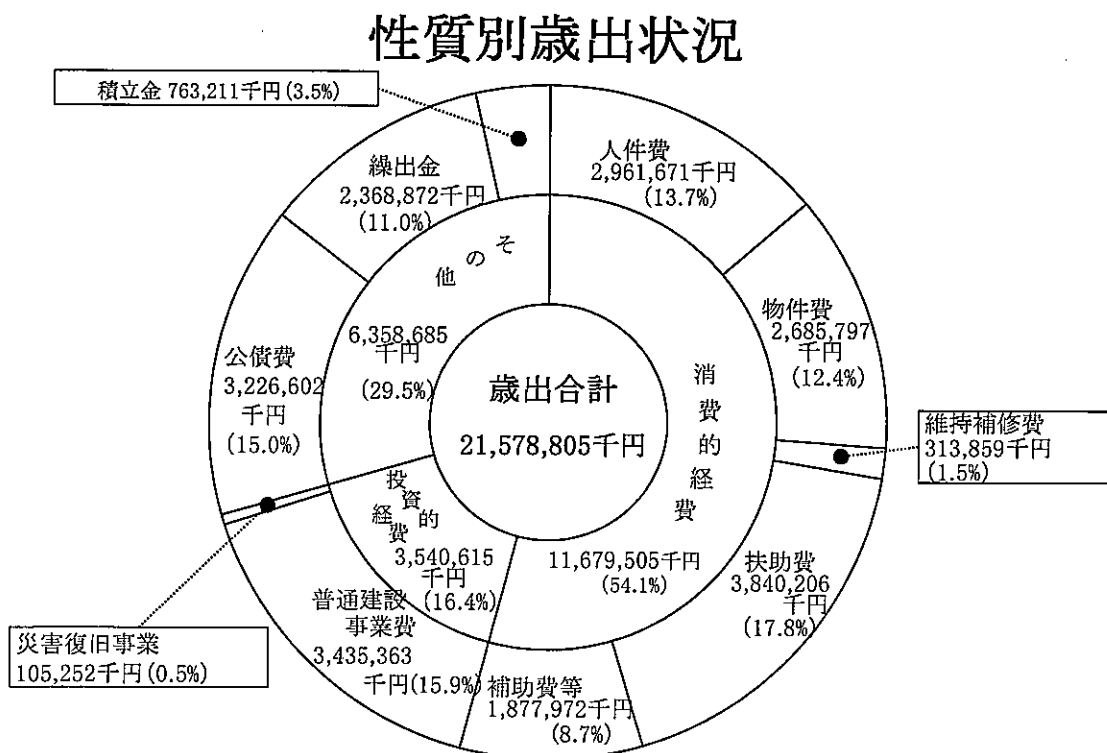 性質別歳出状況
積立金 763,211千円(3.5%)
人件費
2,961,671千円
(13.7%)
繰出金
2,368,872千円
(11.0%)
その他
6,358,685
千円
(29.5%)
物件費
2,685,797
千円
(12.4%)
公債費
3,226,602
千円
(15.0%)
歳出合計
21,578,805千円
消費的経費
11,679,505千円
(54.1%)
維持補修費
313,859千円
(1.5%)
投資的
経費
3,540,615
千円
(16.4%)
扶助費
3,840,206
千円
(17.8%)
普通建設
事業費
3,435,363
千円(15.9%)
災害復旧事業
105,252千円(0.5%)
補助費等
1,877,972千円
(8.7%)